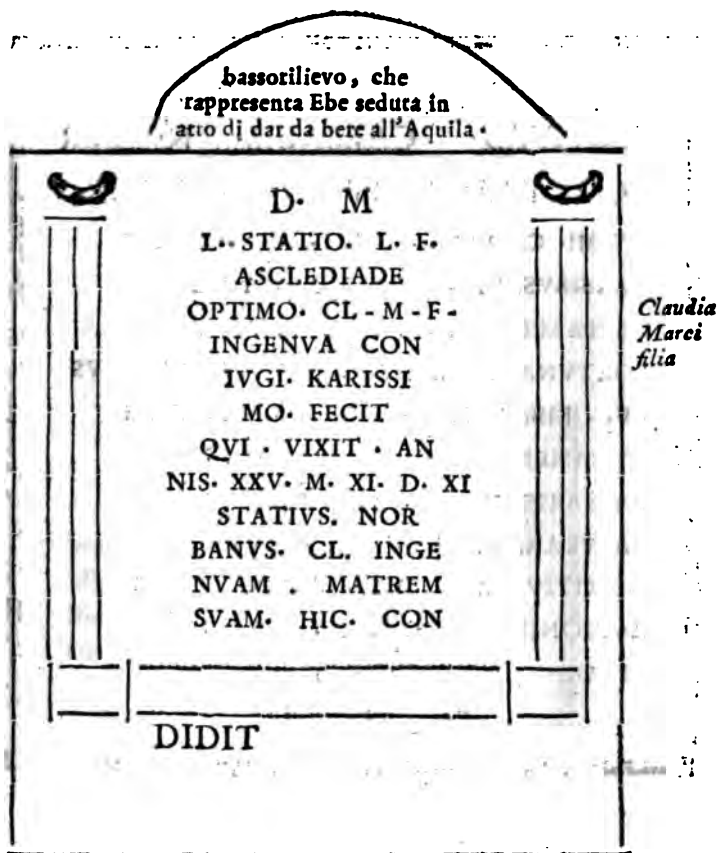 bassorilievo, che
rappresenta Ebe seduta in
atto di dar da bere all'Aquila.
D· M
L·· STATIO. L. F·
ASCLEDIADE
OPTIMO· CL - M - F -
INGENVA CON
IVGI· KARISSI
MO· FECIT
QVI . VIXIT . AN
NIS· XXV· M· XI· D· XI
STATIVS. NOR
BANVS· CL. INGE
NVAM . MATREM
SVAM· HIC· CON
DIDIT
Claudia
Marci
filia